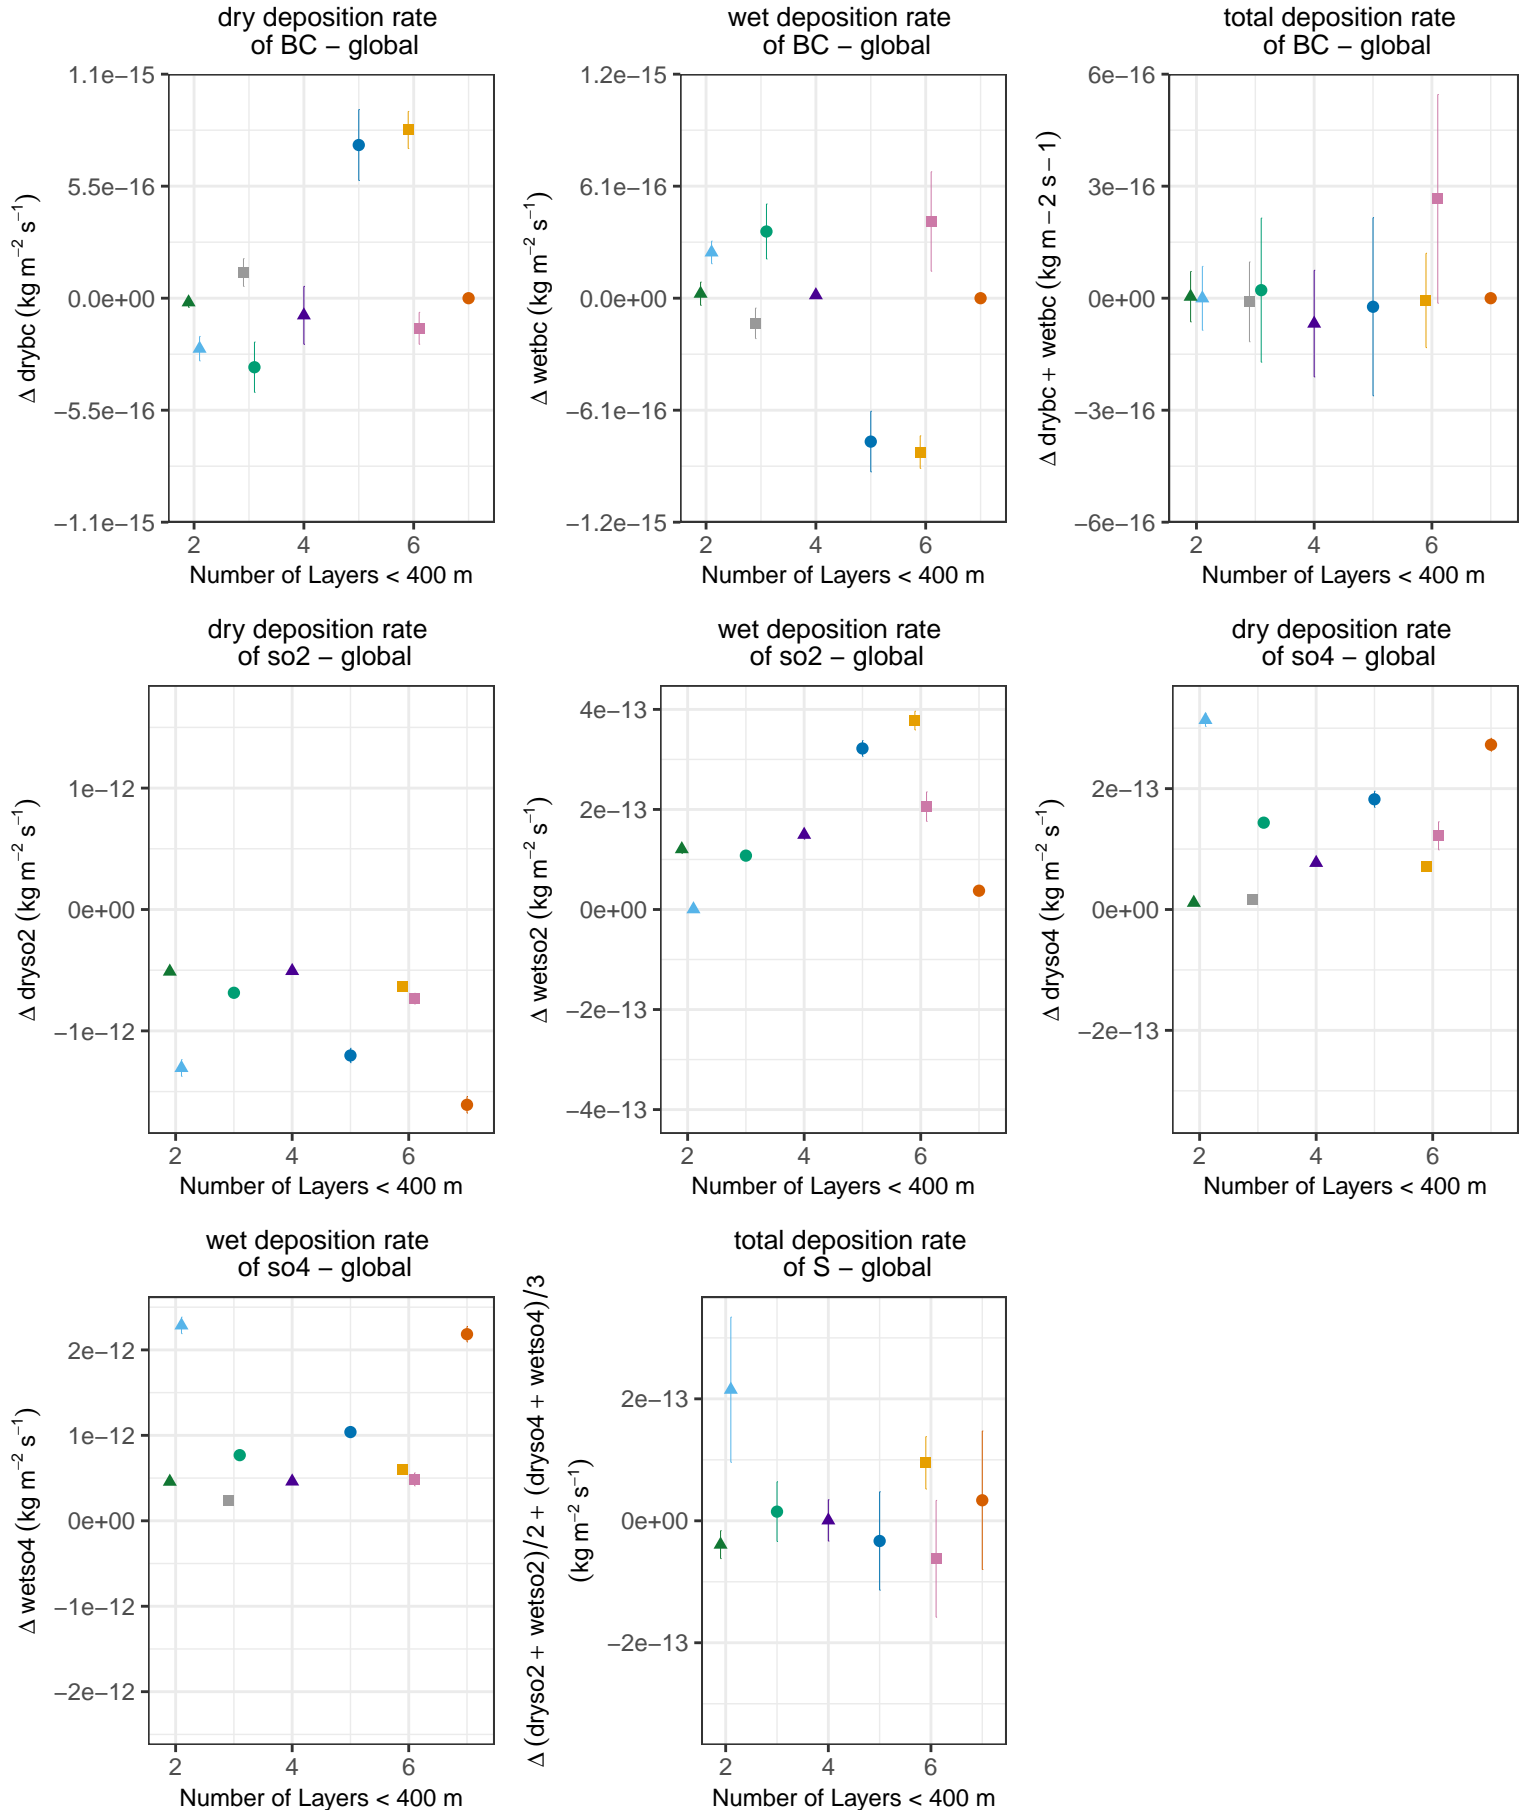 dry deposition rate
of BC − global
Δ drybc (kg m⁻² s⁻¹)
1.1e−15
5.5e−16
0.0e+00
−5.5e−16
−1.1e−15
2 4 6
Number of Layers < 400 m
wet deposition rate
of BC − global
Δ wetbc (kg m⁻² s⁻¹)
1.2e−15
6.1e−16
0.0e+00
−6.1e−16
−1.2e−15
2 4 6
Number of Layers < 400 m
total deposition rate
of BC − global
Δ drybc + wetbc (kg m − 2 s − 1)
6e−16
3e−16
0e+00
−3e−16
−6e−16
2 4 6
Number of Layers < 400 m
dry deposition rate
of so2 − global
Δ dryso2 (kg m⁻² s⁻¹)
1e−12
0e+00
−1e−12
2 4 6
Number of Layers < 400 m
wet deposition rate
of so2 − global
Δ wetso2 (kg m⁻² s⁻¹)
4e−13
2e−13
0e+00
−2e−13
−4e−13
2 4 6
Number of Layers < 400 m
dry deposition rate
of so4 − global
Δ dryso4 (kg m⁻² s⁻¹)
2e−13
0e+00
−2e−13
2 4 6
Number of Layers < 400 m
wet deposition rate
of so4 − global
Δ wetso4 (kg m⁻² s⁻¹)
2e−12
1e−12
0e+00
−1e−12
−2e−12
2 4 6
Number of Layers < 400 m
total deposition rate
of S − global
Δ ((dryso2 + wetso2)/2 + (dryso4 + wetso4)/3
(kg m⁻² s⁻¹)
2e−13
0e+00
−2e−13
2 4 6
Number of Layers < 400 m